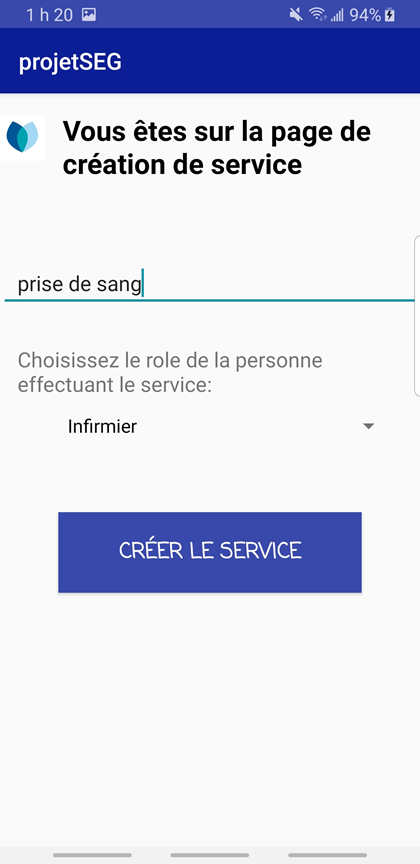 1 h 20 94%
projetSEG
Vous êtes sur la page de
création de service
prise de sang
Choisissez le role de la personne
effectuant le service:
Infirmier
CRÉER LE SERVICE